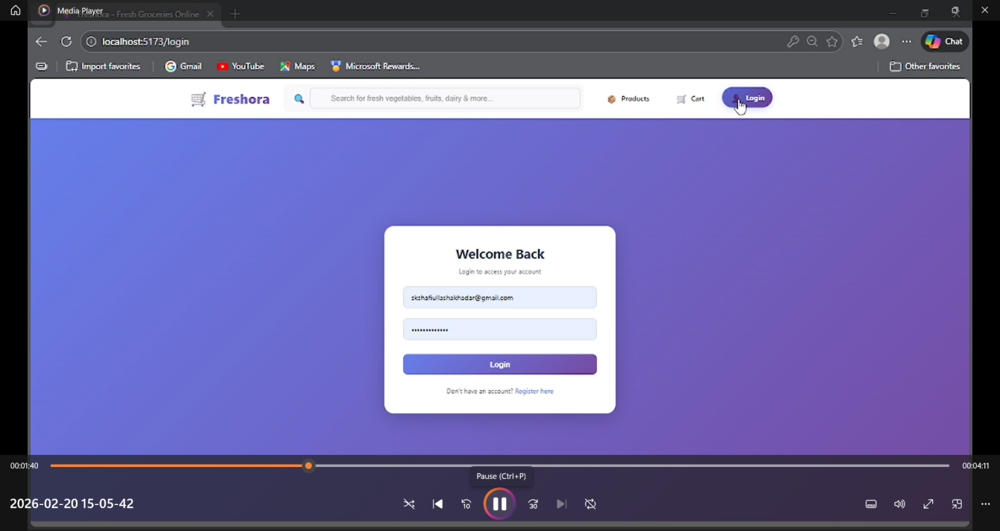 Media Player
Freshora - Fresh Groceries Online
localhost:5173/login
Chat
Import favorites
Gmail
YouTube
Maps
Microsoft Rewards...
Other favorites
Freshora
Search for fresh vegetables, fruits, dairy & more...
Products
Cart
Login
Welcome Back
Login to access your account
skshafiullashakhadar@gmail.com
Login
Don't have an account? Register here
00:01:40
00:04:11
Pause (Ctrl+P)
2026-02-20 15-05-42
10
30